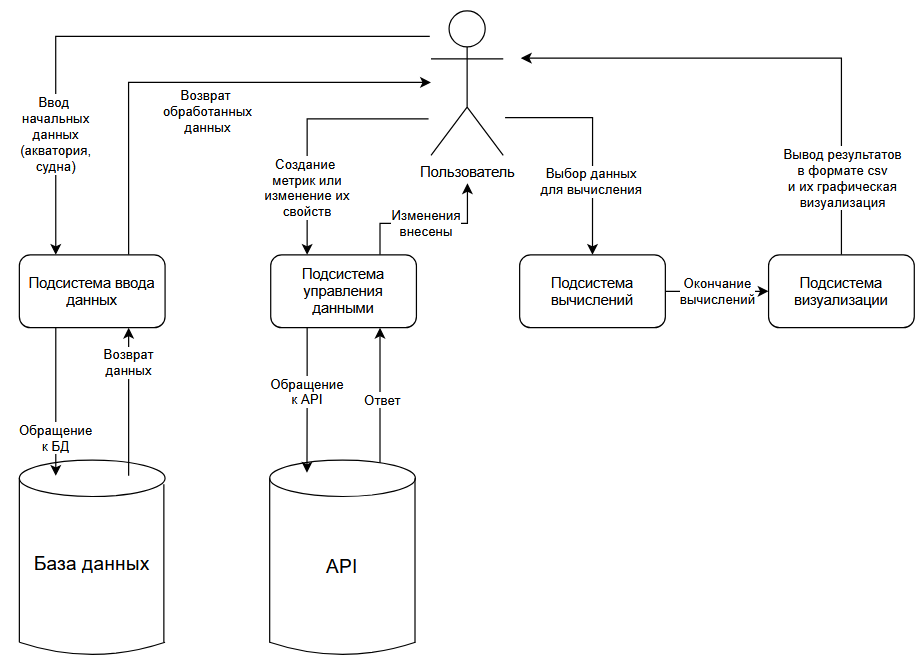 Ввод
начальных
данных
(акватория,
судна)
Возврат
обработанных
данных
Создание
метрик или
изменение их
свойств
Пользователь
Изменения
внесены
Выбор данных
для вычисления
Вывод результатов
в формате csv
и их графическая
визуализация
Подсистема ввода
данных
Подсистема
управления
данными
Подсистема
вычислений
Окончание
вычислений
Подсистема
визуализации
Возврат
данных
Обращение
к БД
Обращение
к API
Ответ
База данных
API